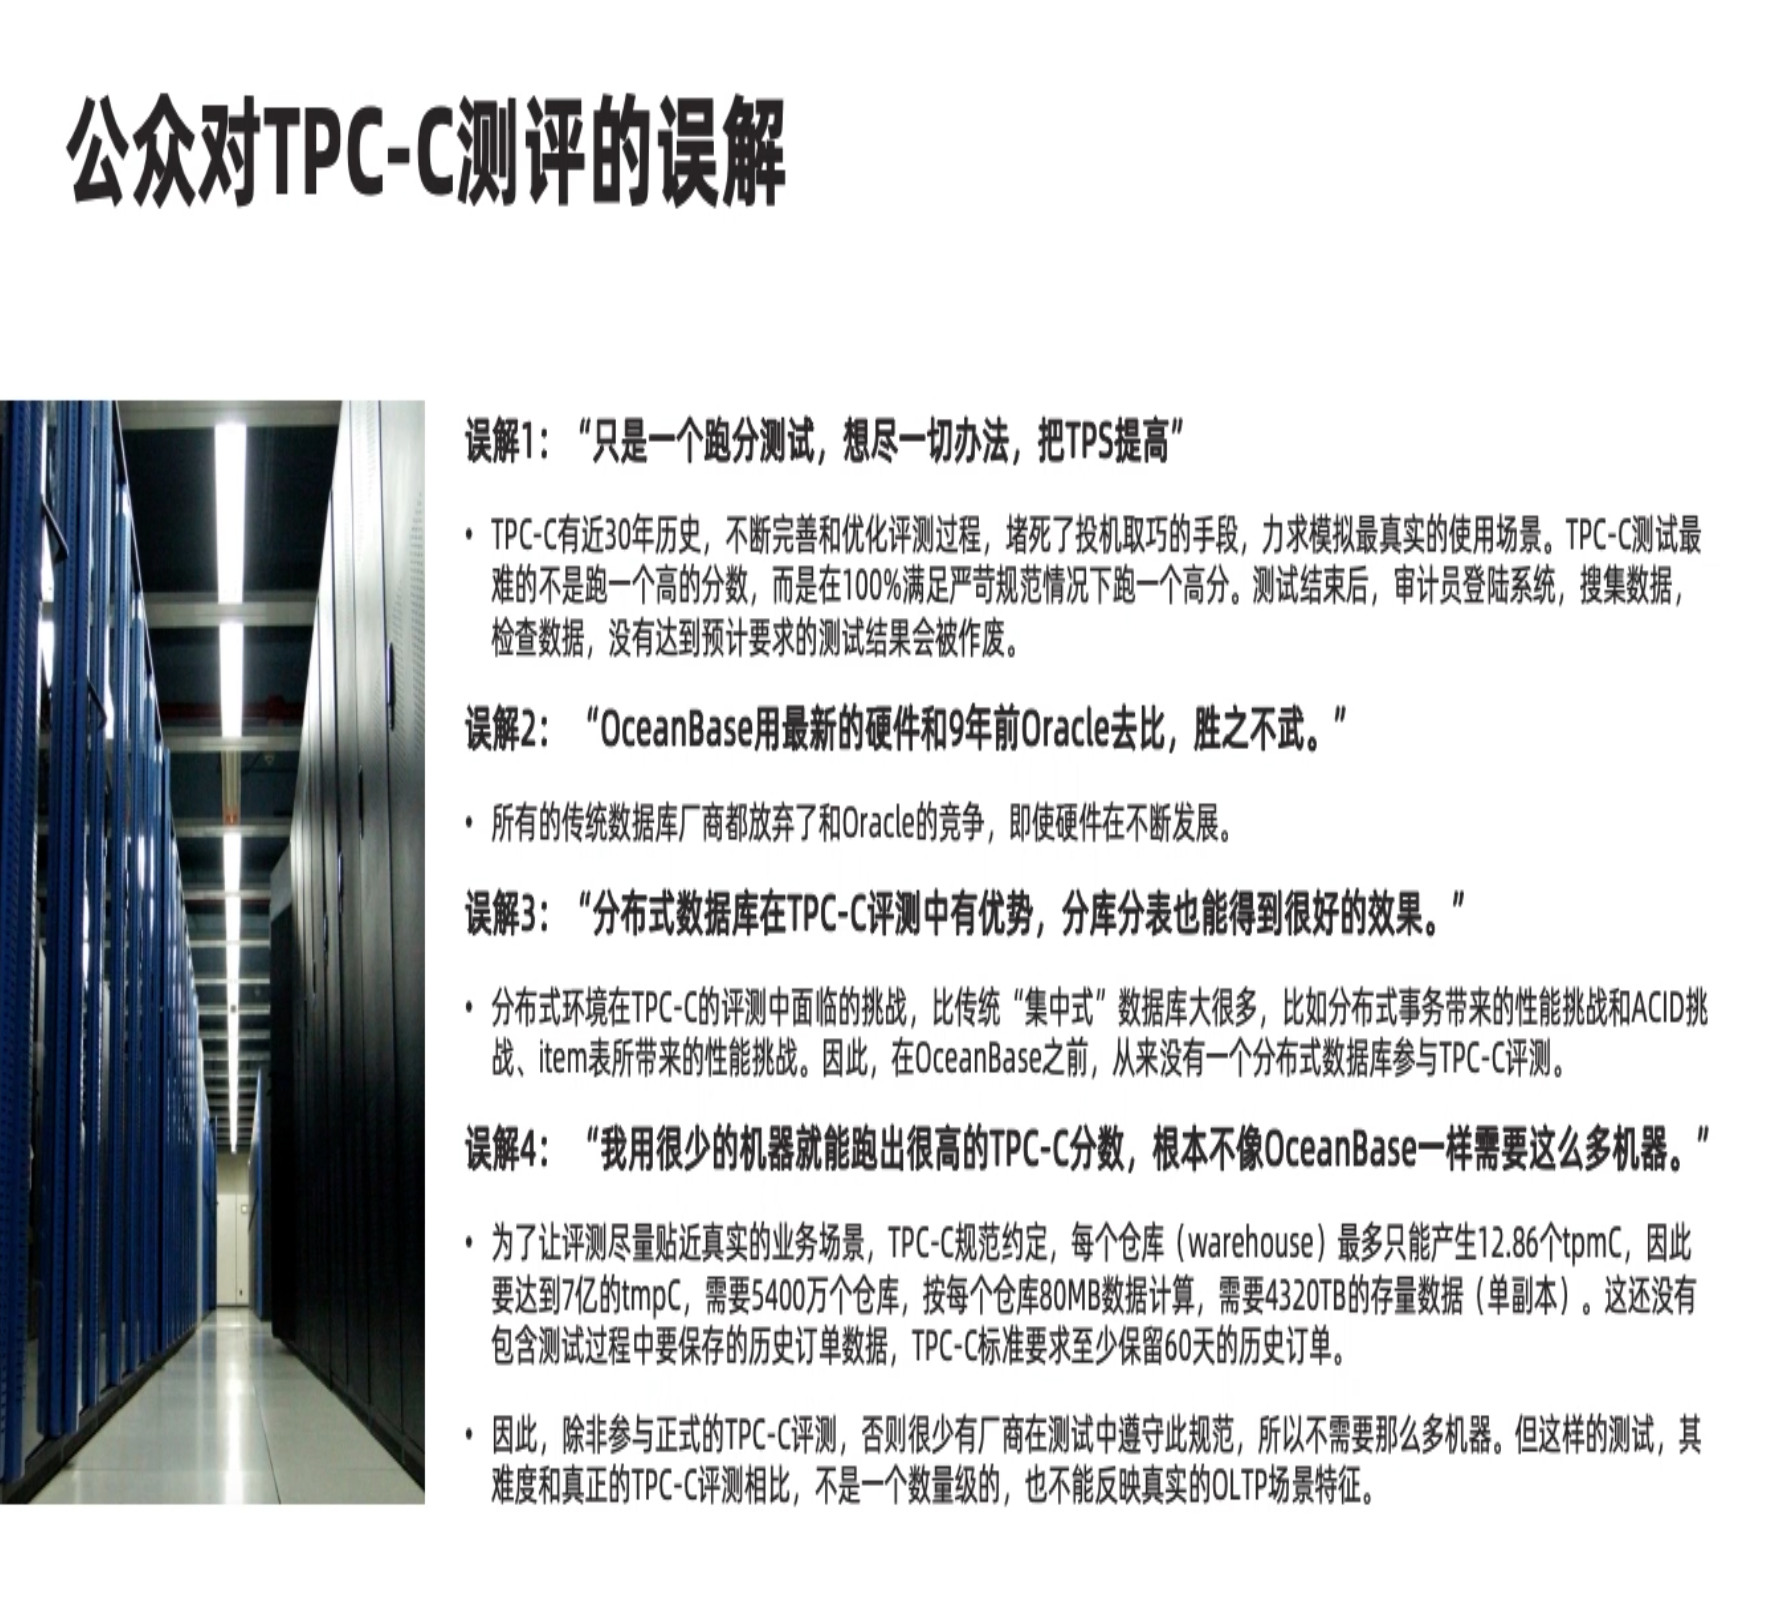 公众对TPC-C测评的误解
误解1：“只是一个跑分测试，想尽一切办法，把TPS提高”
• TPC-C有近30年历史，不断完善和优化评测过程，堵死了投机取巧的手段，力求模拟最真实的使用场景。TPC-C测试最
难的不是跑一个高的分数，而是在100%满足严苛规范情况下跑一个高分。测试结束后，审计员登陆系统，搜集数据，
检查数据，没有达到预计要求的测试结果会被作废。
误解2： “OceanBase用最新的硬件和9年前Oracle去比，胜之不武。”
• 所有的传统数据库厂商都放弃了和Oracle的竞争，即使硬件在不断发展。
误解3：“分布式数据库在TPC-C评测中有优势，分库分表也能得到很好的效果。”
• 分布式环境在TPC-C的评测中面临的挑战，比传统“集中式”数据库大很多，比如分布式事务带来的性能挑战和ACID挑
战、item表所带来的性能挑战。因此，在OceanBase之前，从来没有一个分布式数据库参与TPC-C评测。
误解4： “我用很少的机器就能跑出很高的TPC-C分数，根本不像OceanBase一样需要这么多机器。”
• 为了让评测尽量贴近真实的业务场景，TPC-C规范约定，每个仓库（warehouse）最多只能产生12.86个tpmC，因此
要达到7亿的tmpC，需要5400万个仓库，按每个仓库80MB数据计算，需要4320TB的存量数据（单副本）。这还没有
包含测试过程中要保存的历史订单数据，TPC-C标准要求至少保留60天的历史订单。
• 因此，除非参与正式的TPC-C评测，否则很少有厂商在测试中遵守此规范，所以不需要那么多机器。但这样的测试，其
难度和真正的TPC-C评测相比，不是一个数量级的，也不能反映真实的OLTP场景特征。